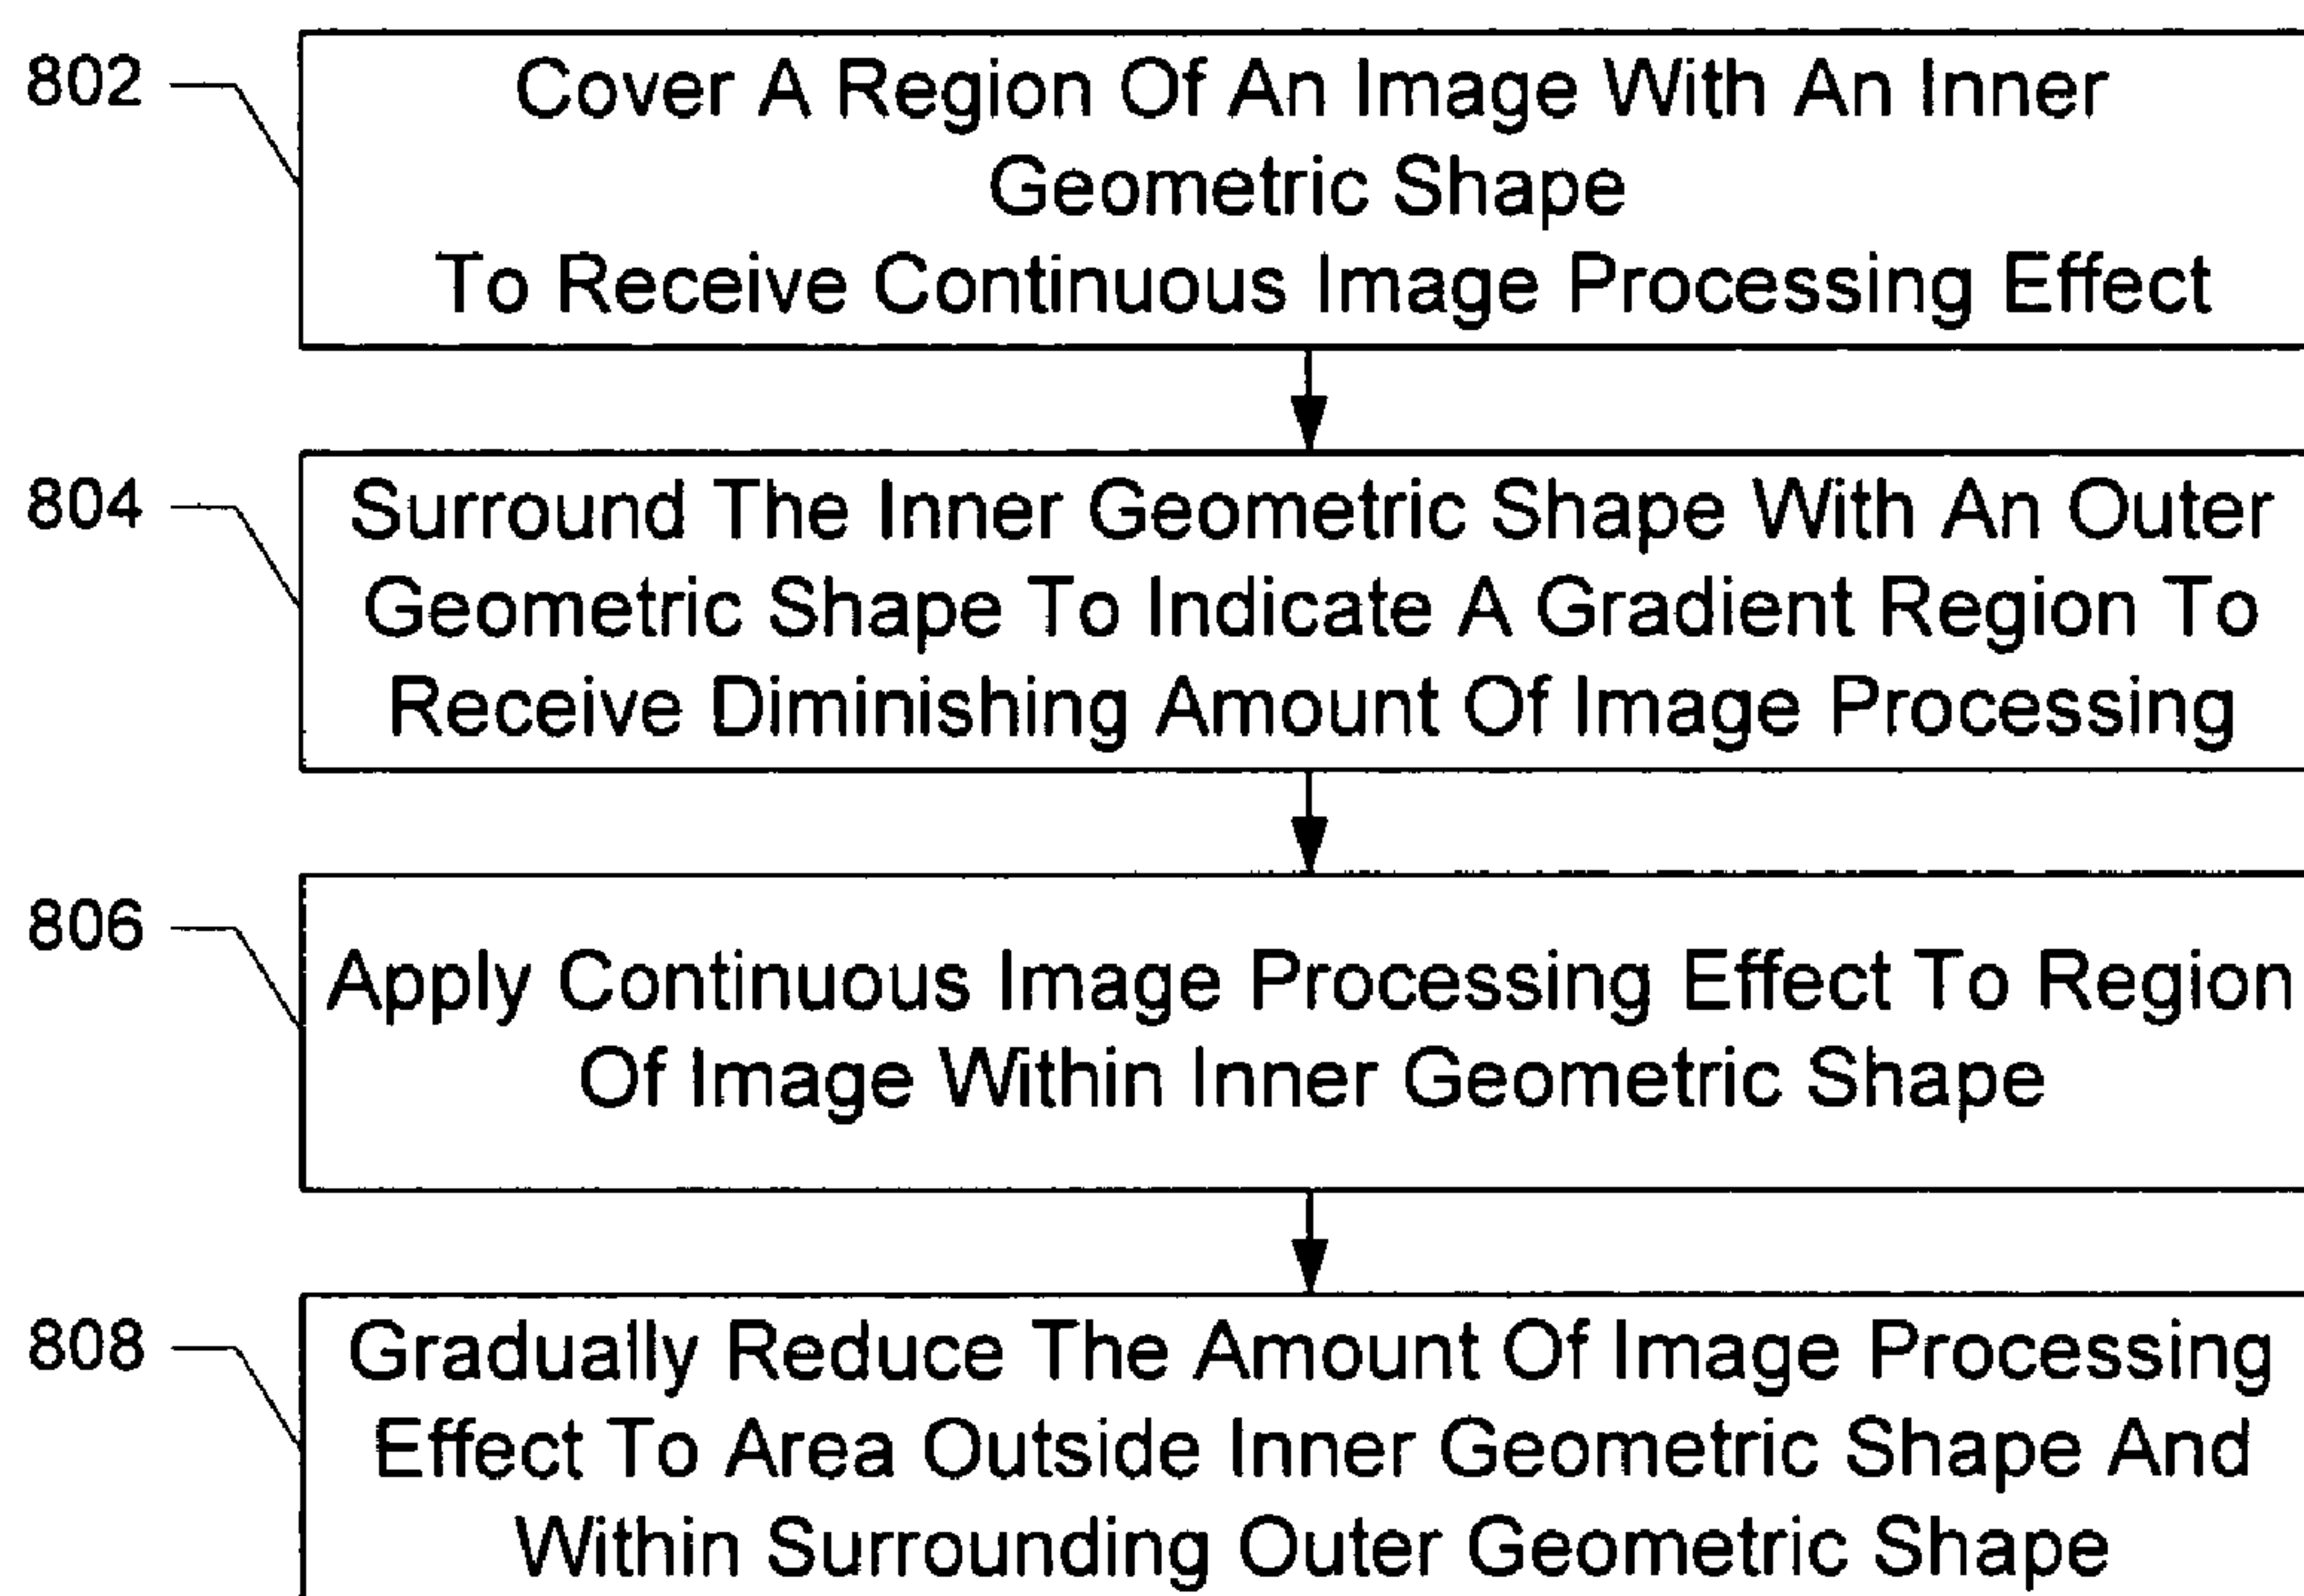 802
Cover A Region Of An Image With An Inner
Geometric Shape
To Receive Continuous Image Processing Effect
804
Surround The Inner Geometric Shape With An Outer
Geometric Shape To Indicate A Gradient Region To
Receive Diminishing Amount Of Image Processing
806
Apply Continuous Image Processing Effect To Region
Of Image Within Inner Geometric Shape
808
Gradually Reduce The Amount Of Image Processing
Effect To Area Outside Inner Geometric Shape And
Within Surrounding Outer Geometric Shape